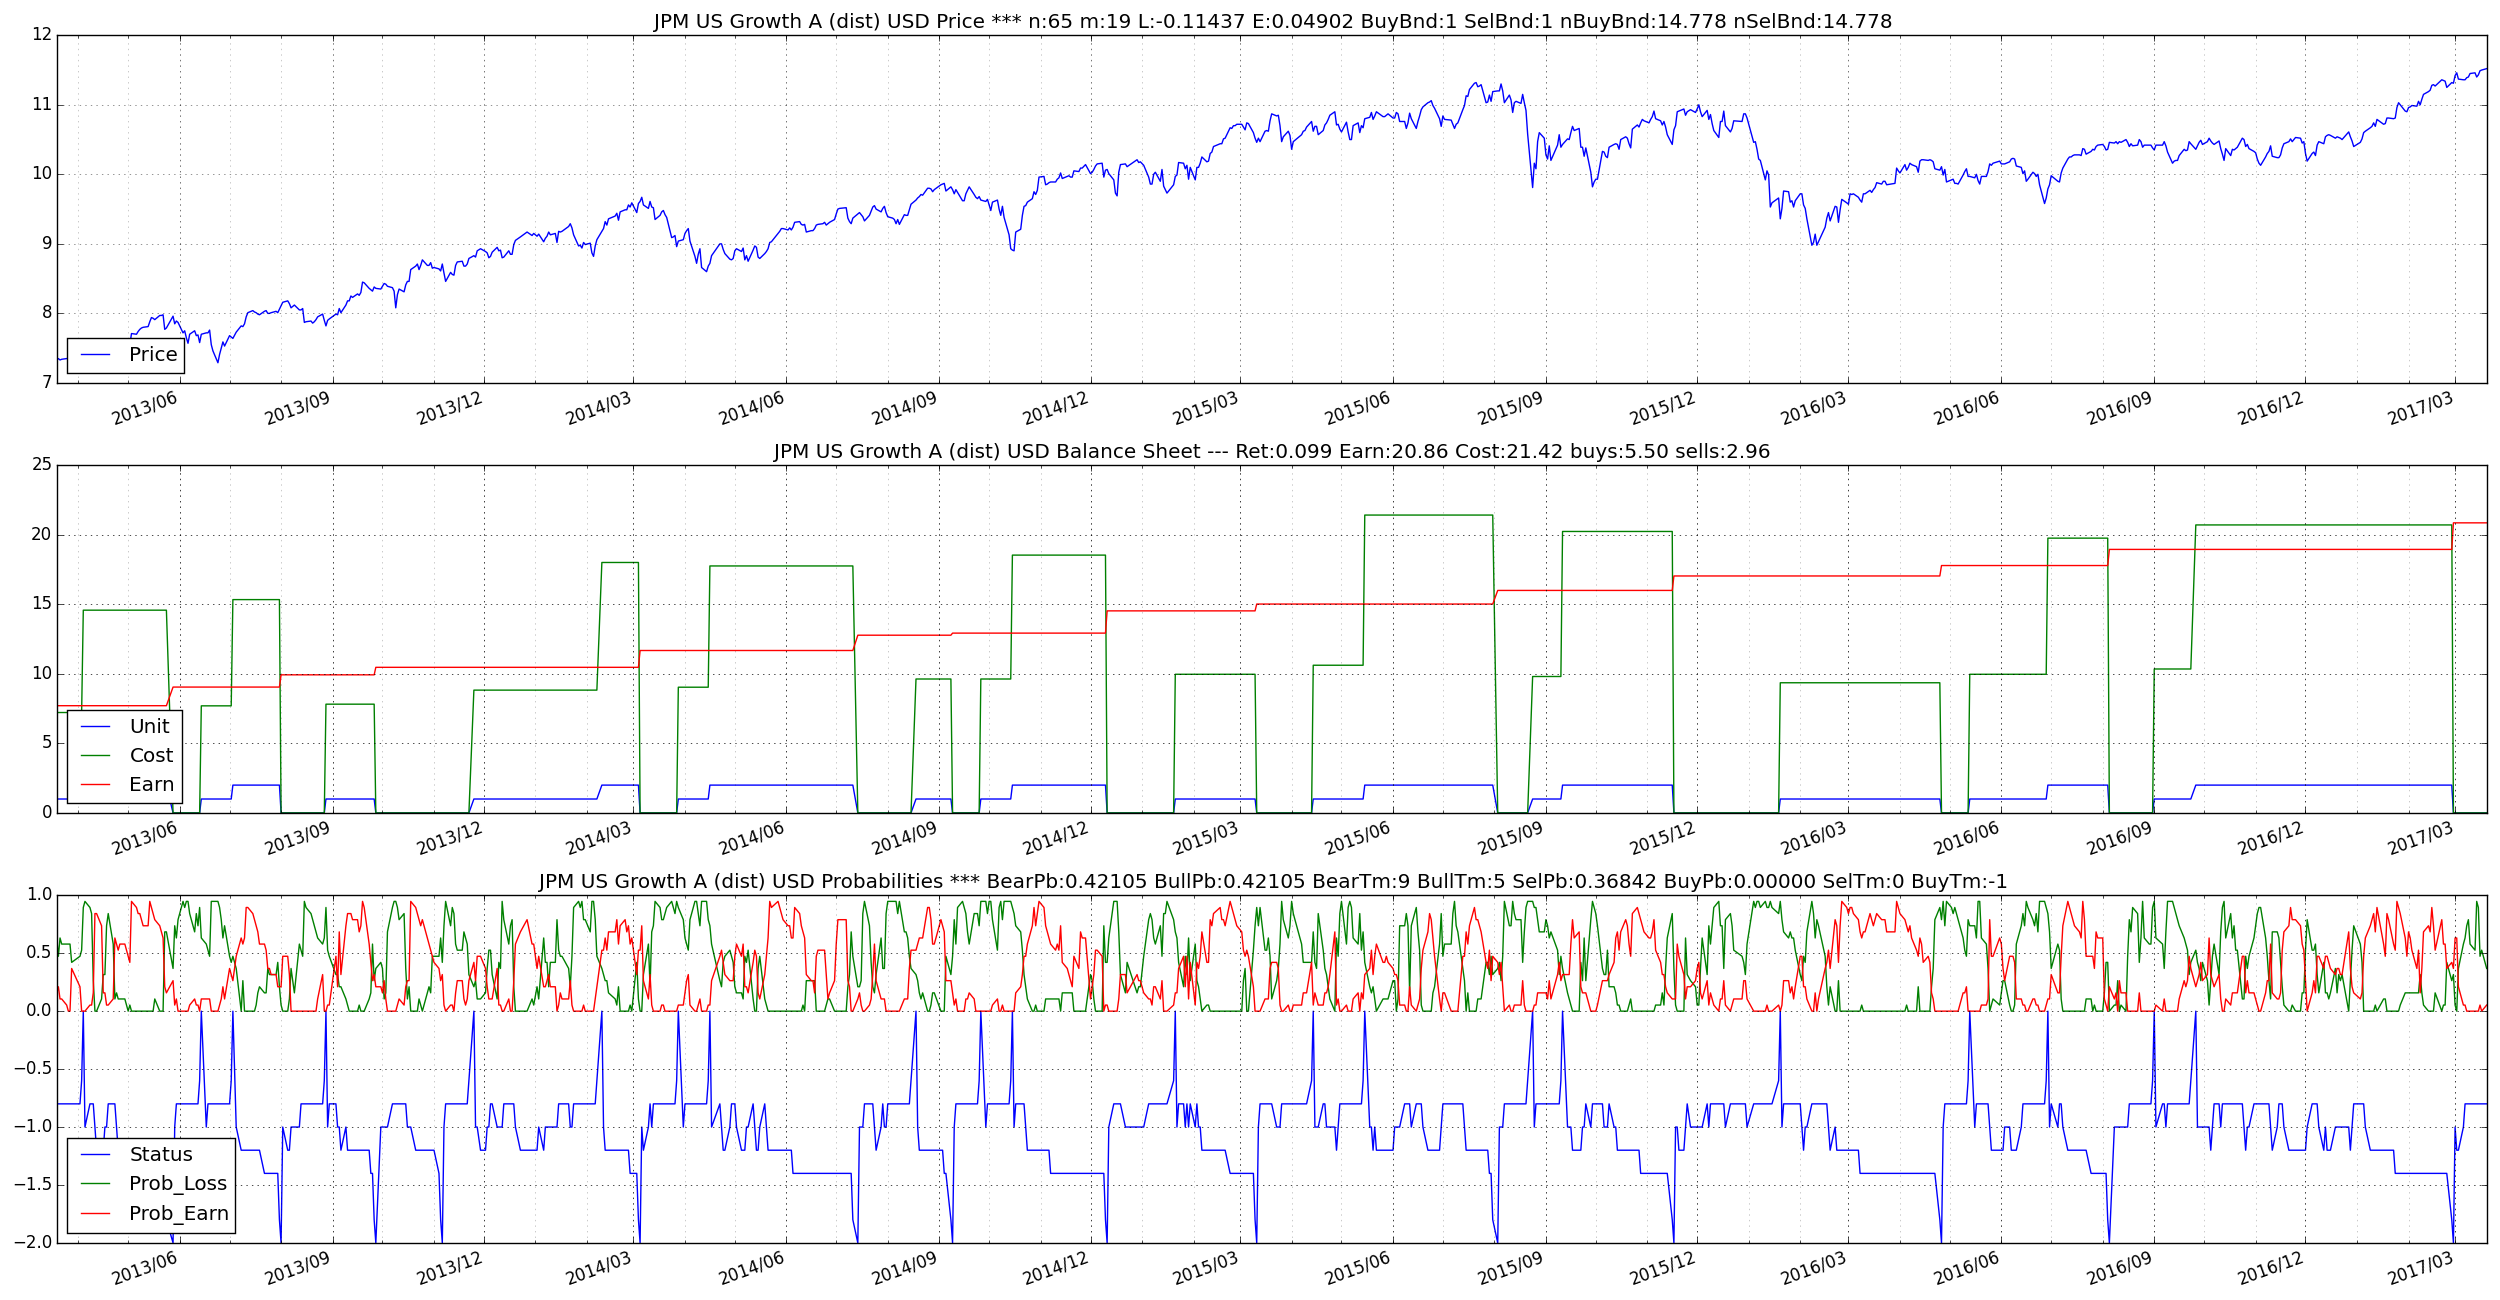 JPM US Growth A (dist) USD Price *** n:65 m:19 L:-0.11437 E:0.04902 BuyBnd:1 SelBnd:1 nBuyBnd:14.778 nSelBnd:14.778
12
11
10
9
8
7
Price
2013/06 2013/09 2013/12 2014/03 2014/06 2014/09 2014/12 2015/03 2015/06 2015/09 2015/12 2016/03 2016/06 2016/09 2016/12 2017/03
JPM US Growth A (dist) USD Balance Sheet --- Ret:0.099 Earn:20.86 Cost:21.42 buys:5.50 sells:2.96
25
20
15
10
5
0
Unit
Cost
Earn
2013/06 2013/09 2013/12 2014/03 2014/06 2014/09 2014/12 2015/03 2015/06 2015/09 2015/12 2016/03 2016/06 2016/09 2016/12 2017/03
JPM US Growth A (dist) USD Probabilities *** BearPb:0.42105 BullPb:0.42105 BearTm:9 BullTm:5 SelPb:0.36842 BuyPb:0.00000 SelTm:0 BuyTm:-1
1.0
0.5
0.0
−0.5
−1.0
−1.5
−2.0
Status
Prob_Loss
Prob_Earn
2013/06 2013/09 2013/12 2014/03 2014/06 2014/09 2014/12 2015/03 2015/06 2015/09 2015/12 2016/03 2016/06 2016/09 2016/12 2017/03